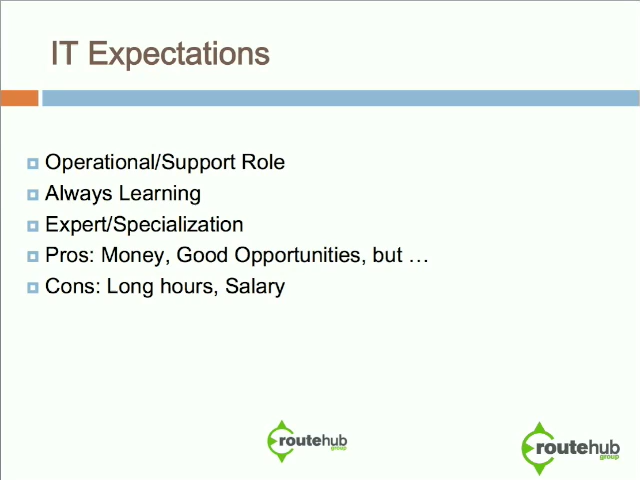 IT Expectations
Operational/Support Role
Always Learning
Expert/Specialization
Pros: Money, Good Opportunities, but …
Cons: Long hours, Salary
routehub
group
routehub
group